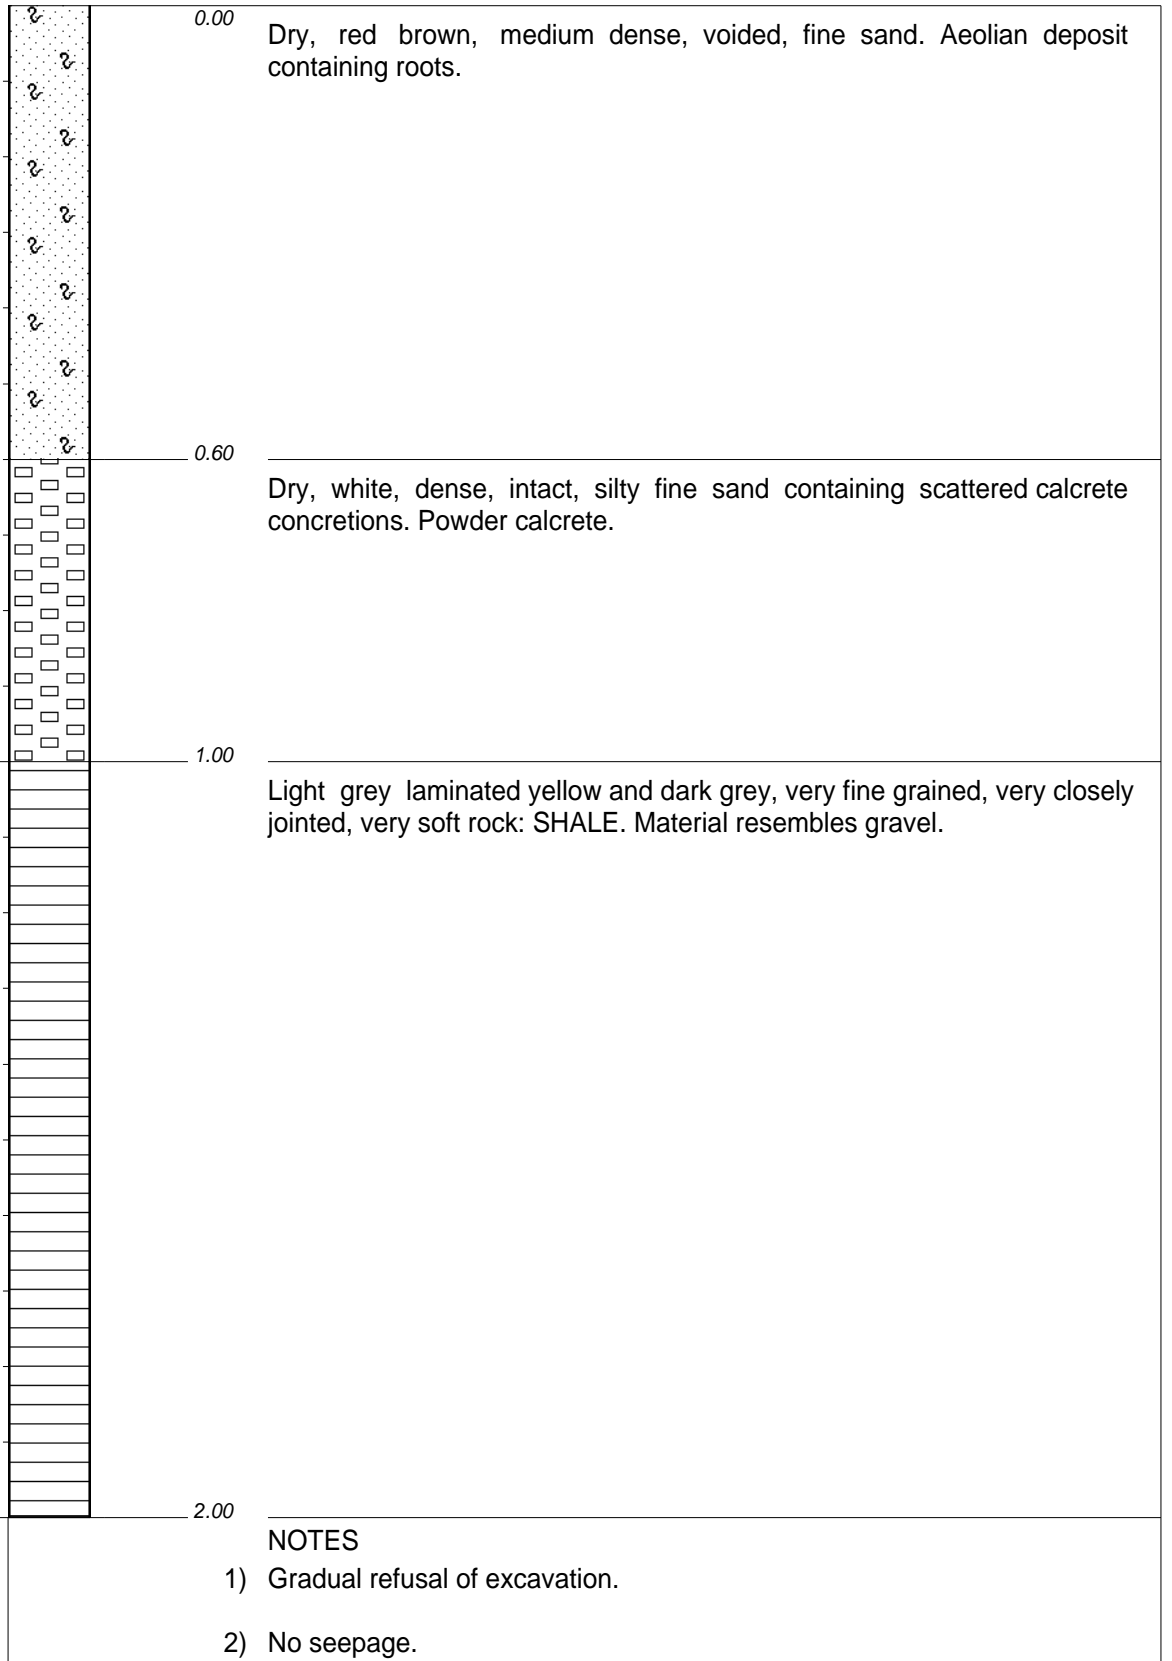 0.00
Dry, red brown, medium dense, voided, fine sand. Aeolian deposit
containing roots.
0.60
Dry, white, dense, intact, silty fine sand containing scattered calcrete
concretions. Powder calcrete.
1.00
Light grey laminated yellow and dark grey, very fine grained, very closely
jointed, very soft rock: SHALE. Material resembles gravel.
2.00
NOTES
1) Gradual refusal of excavation.
2) No seepage.